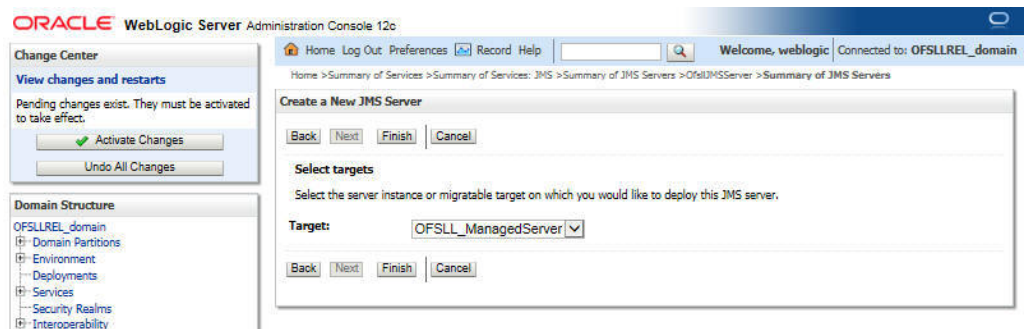 ORACLE WebLogic Server Administration Console 12c
Change Center
View changes and restarts
Pending changes exist. They must be activated
to take effect.
Activate Changes
Undo All Changes
Domain Structure
OFSLLREL_domain
Domain Partitions
Environment
Deployments
Services
Security Realms
Interoperability
Home Log Out Preferences Record Help
Welcome, weblogic Connected to: OFSLLREL_domain
Home >Summary of Services >Summary of Services: JMS >Summary of JMS Servers >OfsllJMSServer >Summary of JMS Servers
Create a New JMS Server
Back Next Finish Cancel
Select targets
Select the server instance or migratable target on which you would like to deploy this JMS server.
Target: OFSLL_ManagedServer
Back Next Finish Cancel